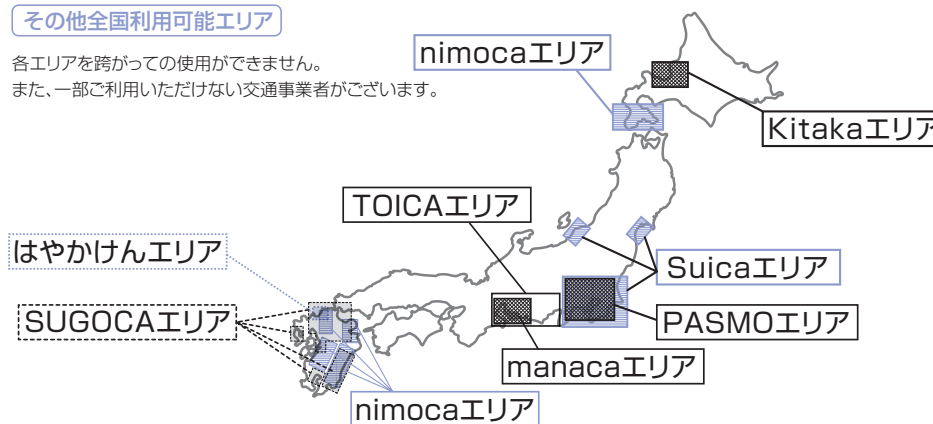 その他全国利用可能エリア
各エリアを跨がっての使用ができません。
また、一部ご利用いただけない交通事業者がございます。
nimocaエリア
Kitakaエリア
TOICAエリア
はやかけんエリア
Suicaエリア
SUGOCAエリア
PASMOエリア
manacaエリア
nimocaエリア